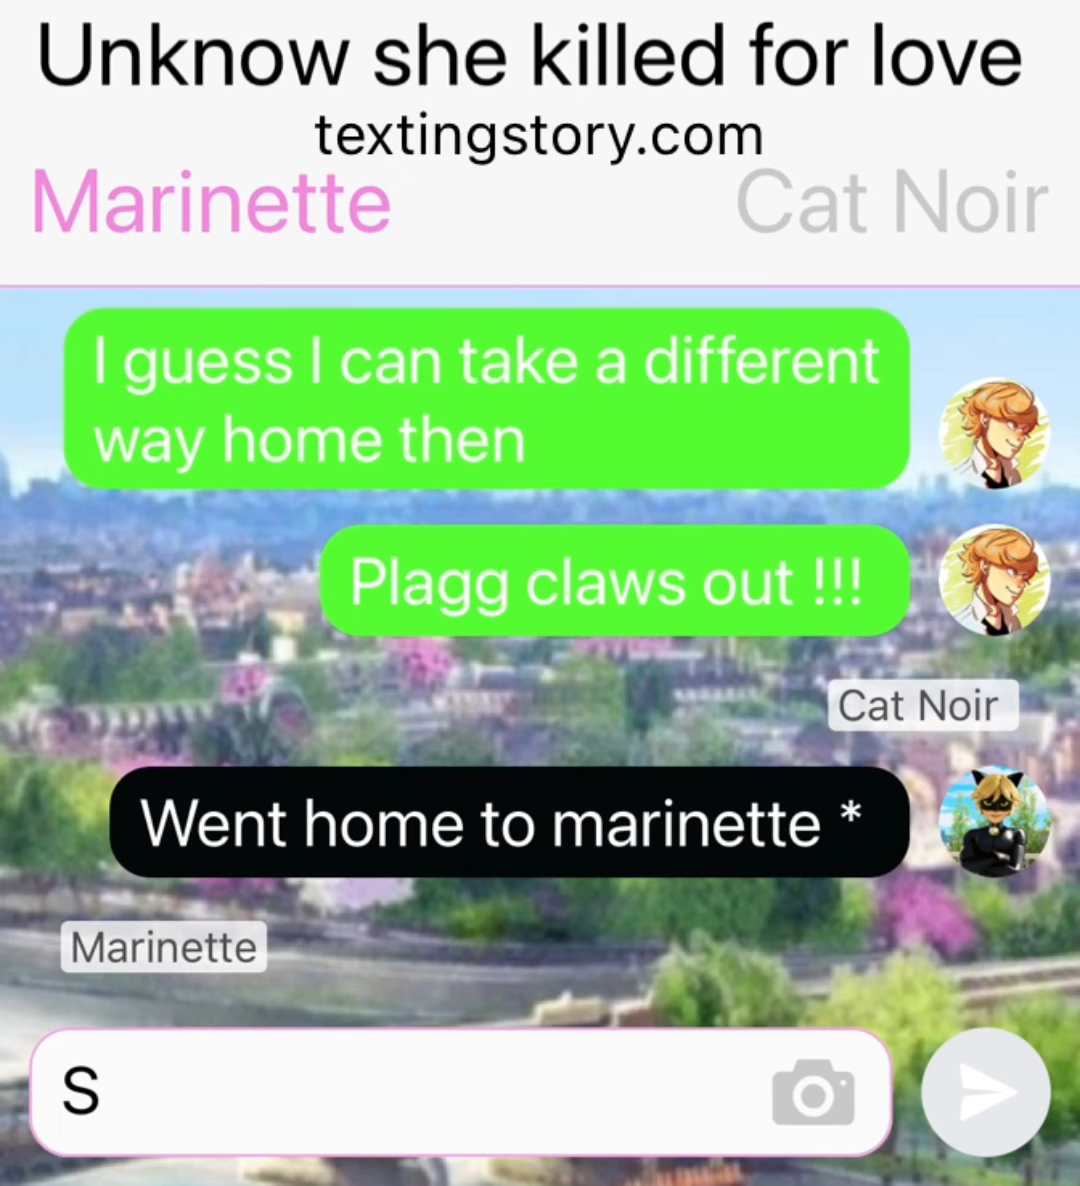 Unknow she killed for love
textingstory.com
Marinette Cat Noir
I guess I can take a different
way home then
Plagg claws out !!!
Cat Noir
Went home to marinette *
Marinette
S